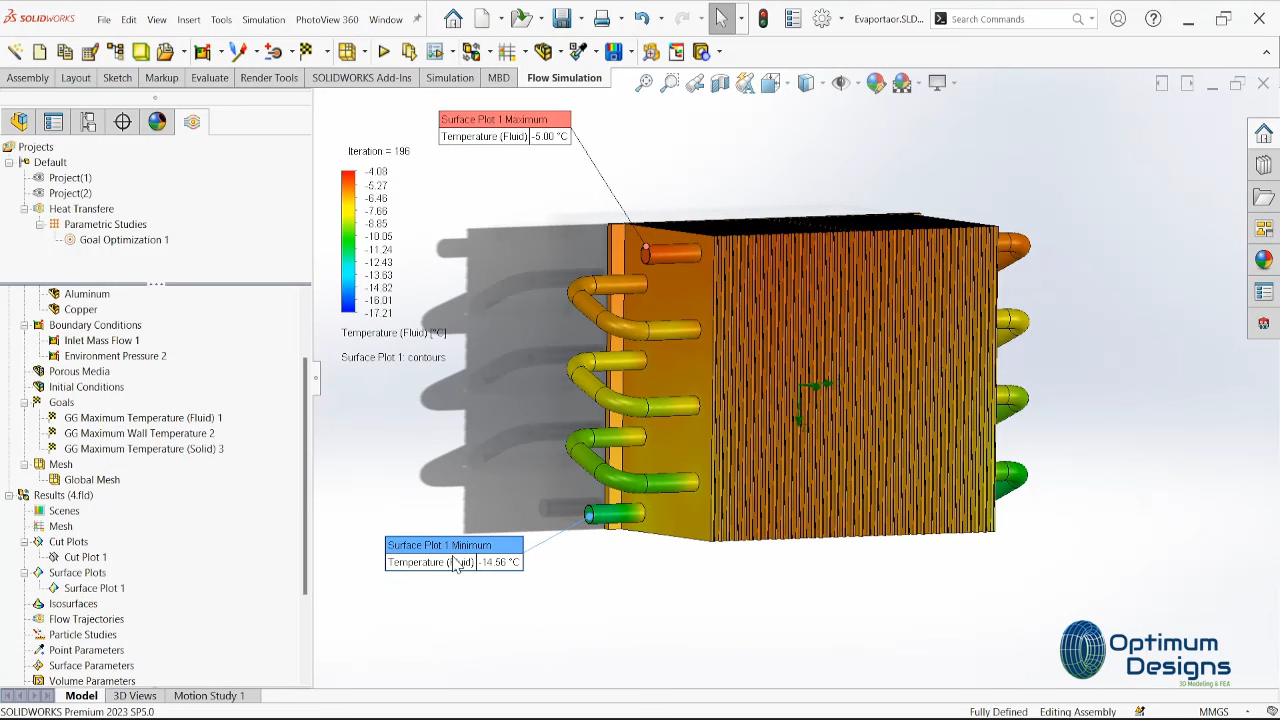 SOLIDWORKS
File
Edit
View
Insert
Tools
Simulation
PhotoView 360
Window
Evaportaor.SLD...
Search Commands
Assembly
Layout
Sketch
Markup
Evaluate
Render Tools
SOLIDWORKS Add-Ins
Simulation
MBD
Flow Simulation
Projects
Default
Project(1)
Project(2)
Heat Transfere
Parametric Studies
Goal Optimization 1
Aluminum
Copper
Boundary Conditions
Inlet Mass Flow 1
Environment Pressure 2
Porous Media
Initial Conditions
Goals
GG Maximum Temperature (Fluid) 1
GG Maximum Wall Temperature 2
GG Maximum Temperature (Solid) 3
Mesh
Global Mesh
Results (4.fld)
Scenes
Mesh
Cut Plots
Cut Plot 1
Surface Plots
Surface Plot 1
Isosurfaces
Flow Trajectories
Particle Studies
Point Parameters
Surface Parameters
Volume Parameters
Surface Plot 1 Maximum
Temperature (Fluid) -5.00 °C
Iteration = 196
-4.08
-5.27
-6.46
-7.66
-8.85
-10.05
-11.24
-12.43
-13.63
-14.82
-16.01
-17.21
Temperature (Fluid) [°C]
Surface Plot 1: contours
Surface Plot 1 Minimum
Temperature (Fluid) -14.56 °C
Optimum
Designs
3D Modeling & FEA
Model
3D Views
Motion Study 1
SOLIDWORKS Premium 2023 SP5.0
Fully Defined
Editing Assembly
MMGS